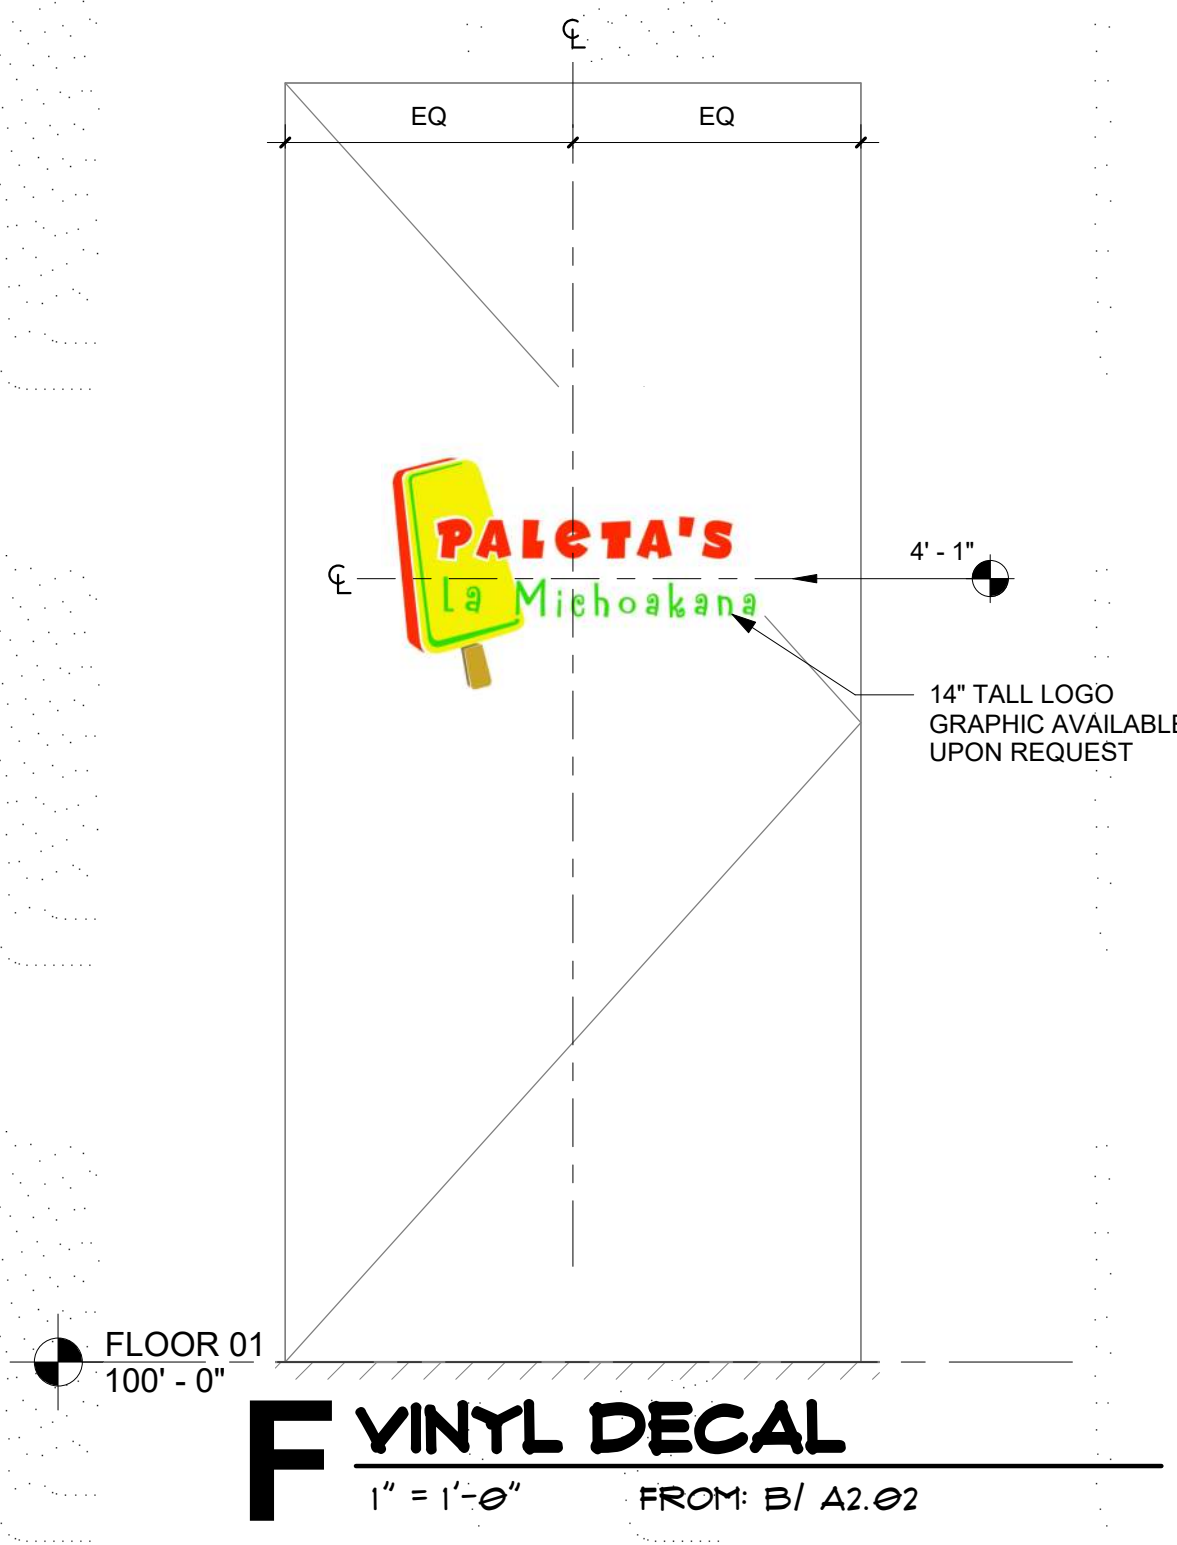 ℄
EQ EQ
PALETA'S
℄
La Michoakana
4' - 1"
14" TALL LOGO
GRAPHIC AVAILABLE
UPON REQUEST
FLOOR 01
100' - 0"
F VINYL DECAL
1" = 1'-0" FROM: B/ A2.02